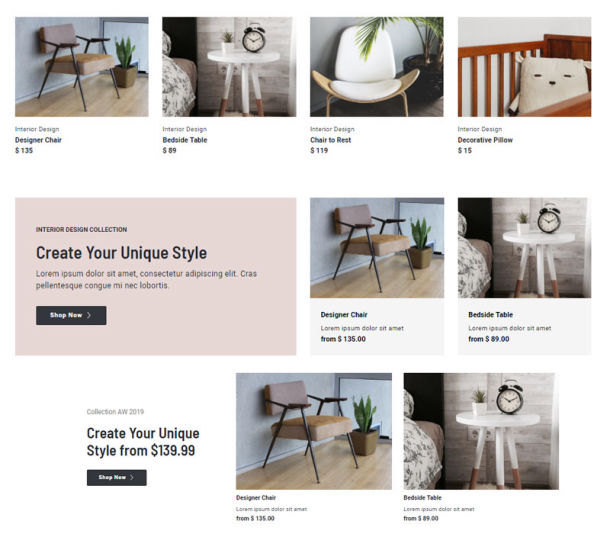 Interior Design
Designer Chair
$ 135
Interior Design
Bedside Table
$ 89
Interior Design
Chair to Rest
$ 119
Interior Design
Decorative Pillow
$ 15
INTERIOR DESIGN COLLECTION
Create Your Unique Style
Lorem ipsum dolor sit amet, consectetur adipiscing elit. Cras
pellentesque congue mi nec lobortis.
Shop Now
Designer Chair
Lorem ipsum dolor sit amet
from $ 135.00
Bedside Table
Lorem ipsum dolor sit amet
from $ 89.00
Collection AW 2019
Create Your Unique
Style from $139.99
Shop Now
Designer Chair
Lorem ipsum dolor sit amet
from $ 135.00
Bedside Table
Lorem ipsum dolor sit amet
from $ 89.00